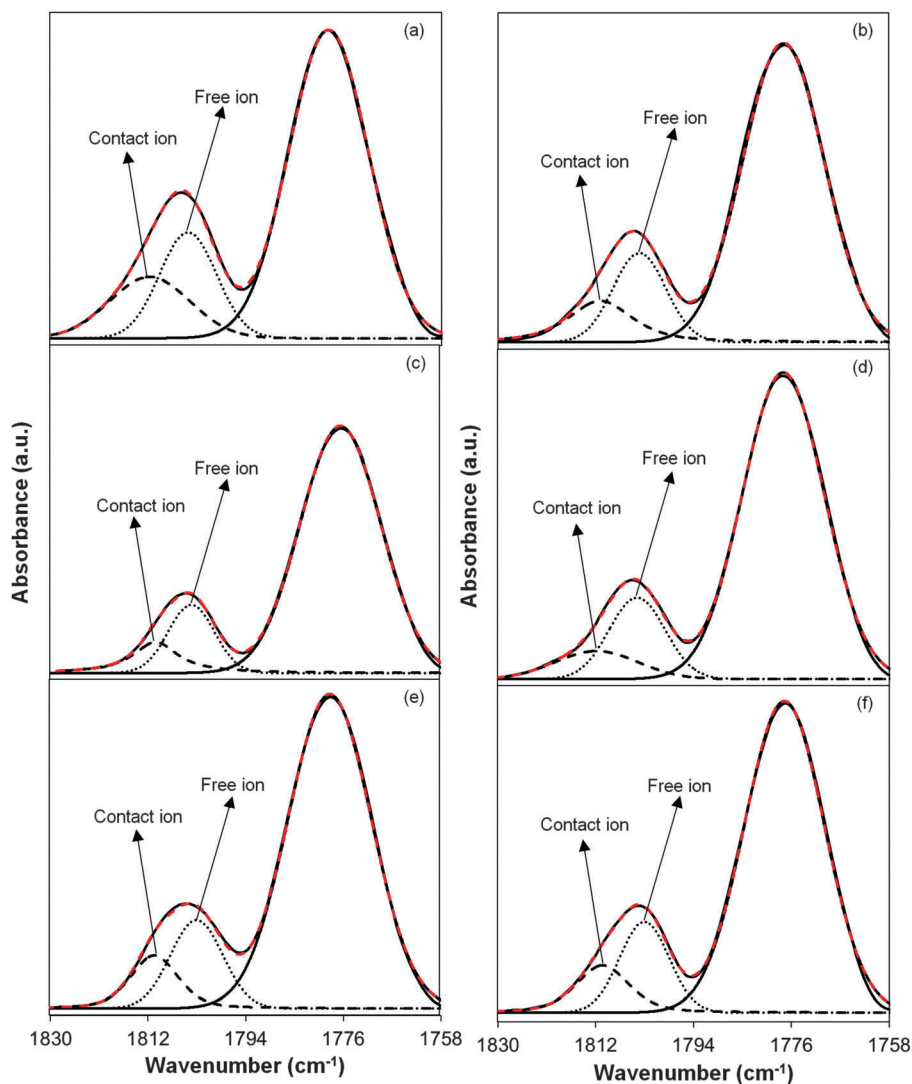 (a)
Free ion
Contact ion
(b)
Free ion
Contact ion
(c)
Free ion
Contact ion
(d)
Free ion
Contact ion
Absorbance (a.u.)
Absorbance (a.u.)
(e)
Free ion
Contact ion
(f)
Free ion
Contact ion
1830 1812 1794 1776 1758
Wavenumber (cm⁻¹)
1830 1812 1794 1776 1758
Wavenumber (cm⁻¹)